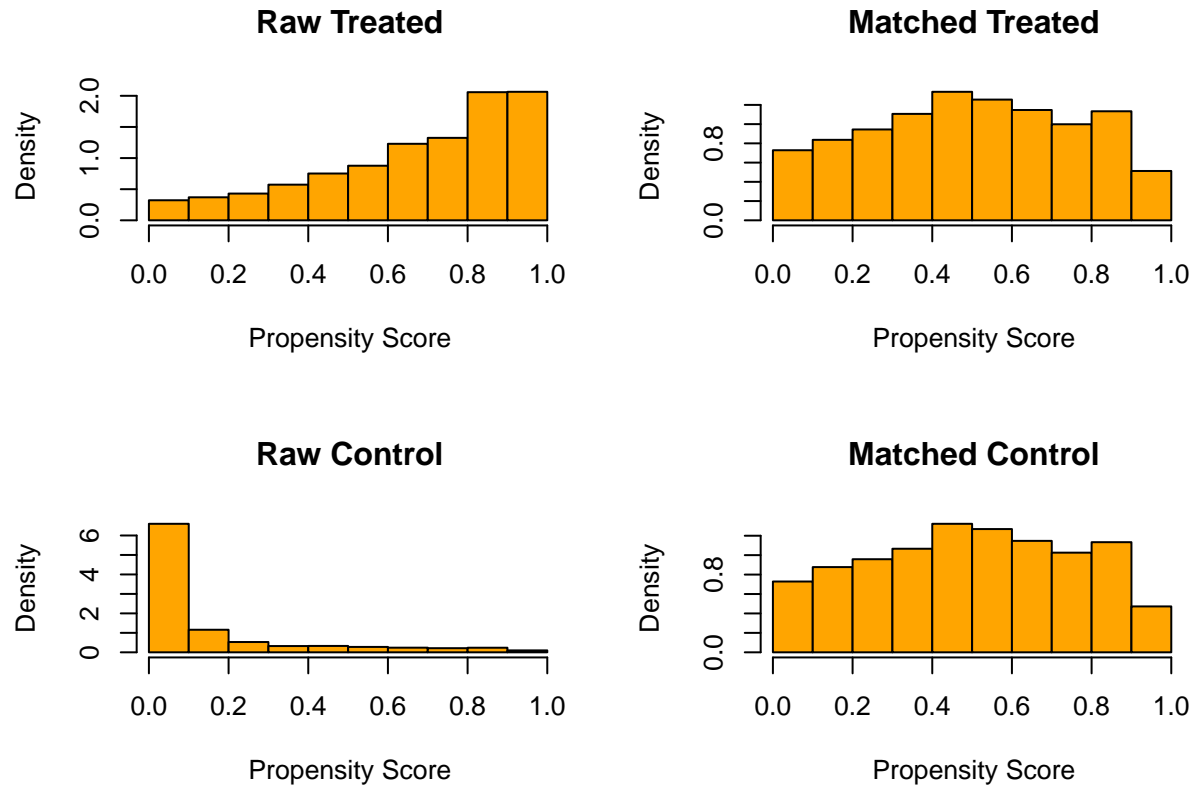 Raw Treated
Density
0.0 1.0 2.0
0.0 0.2 0.4 0.6 0.8 1.0
Propensity Score
Matched Treated
Density
0.0 0.8
0.0 0.2 0.4 0.6 0.8 1.0
Propensity Score
Raw Control
Density
0 2 4 6
0.0 0.2 0.4 0.6 0.8 1.0
Propensity Score
Matched Control
Density
0.0 0.8
0.0 0.2 0.4 0.6 0.8 1.0
Propensity Score